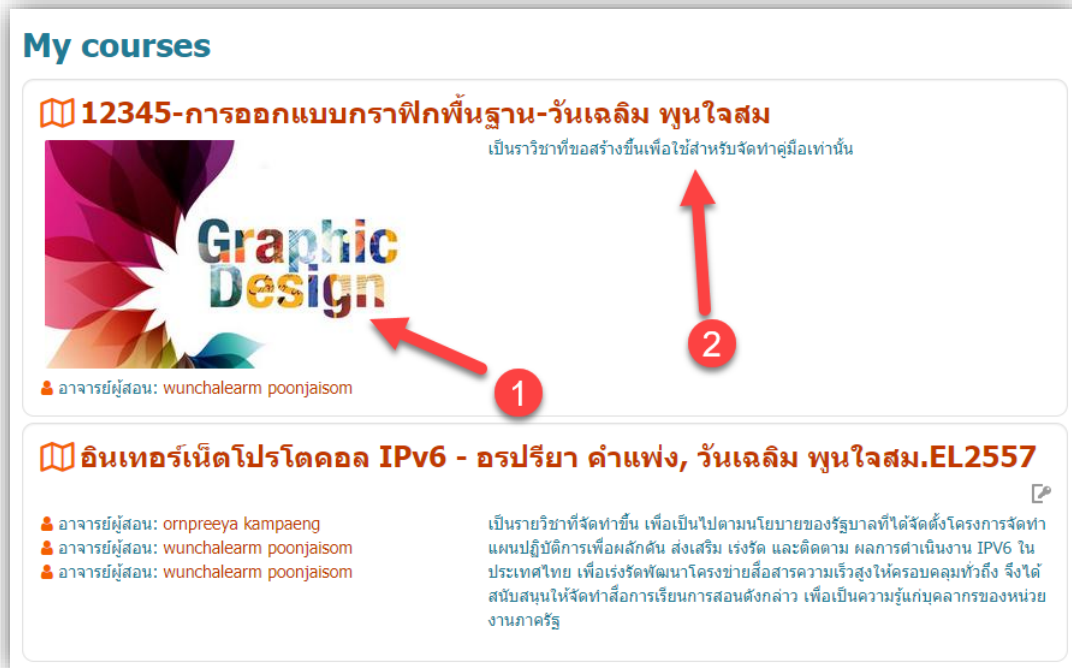 My courses
12345-การออกแบบกราฟิกพื้นฐาน-วันเฉลิม พูนใจสม
เป็นราวิชาที่ขอสร้างขึ้นเพื่อใช้สำหรับจัดทำคู่มือเท่านั้น
Graphic
Design
2
1
อาจารย์ผู้สอน: wunchalearm poonjaisom
อินเทอร์เน็ตโปรโตคอล IPv6 - อรปรียา คำแพ่ง, วันเฉลิม พูนใจสม.EL2557
อาจารย์ผู้สอน: ornpreeya kampaeng
อาจารย์ผู้สอน: wunchalearm poonjaisom
อาจารย์ผู้สอน: wunchalearm poonjaisom
เป็นรายวิชาที่จัดทำขึ้น เพื่อเป็นไปตามนโยบายของรัฐบาลที่ได้จัดตั้งโครงการจัดทำ
แผนปฏิบัติการเพื่อผลักดัน ส่งเสริม เร่งรัด และติดตาม ผลการดำเนินงาน IPV6 ใน
ประเทศไทย เพื่อเร่งรัดพัฒนาโครงข่ายสื่อสารความเร็วสูงให้ครอบคลุมทั่วถึง จึงได้
สนับสนุนให้จัดทำสื่อการเรียนการสอนดังกล่าว เพื่อเป็นความรู้แก่บุคลากรของหน่วย
งานภาครัฐ